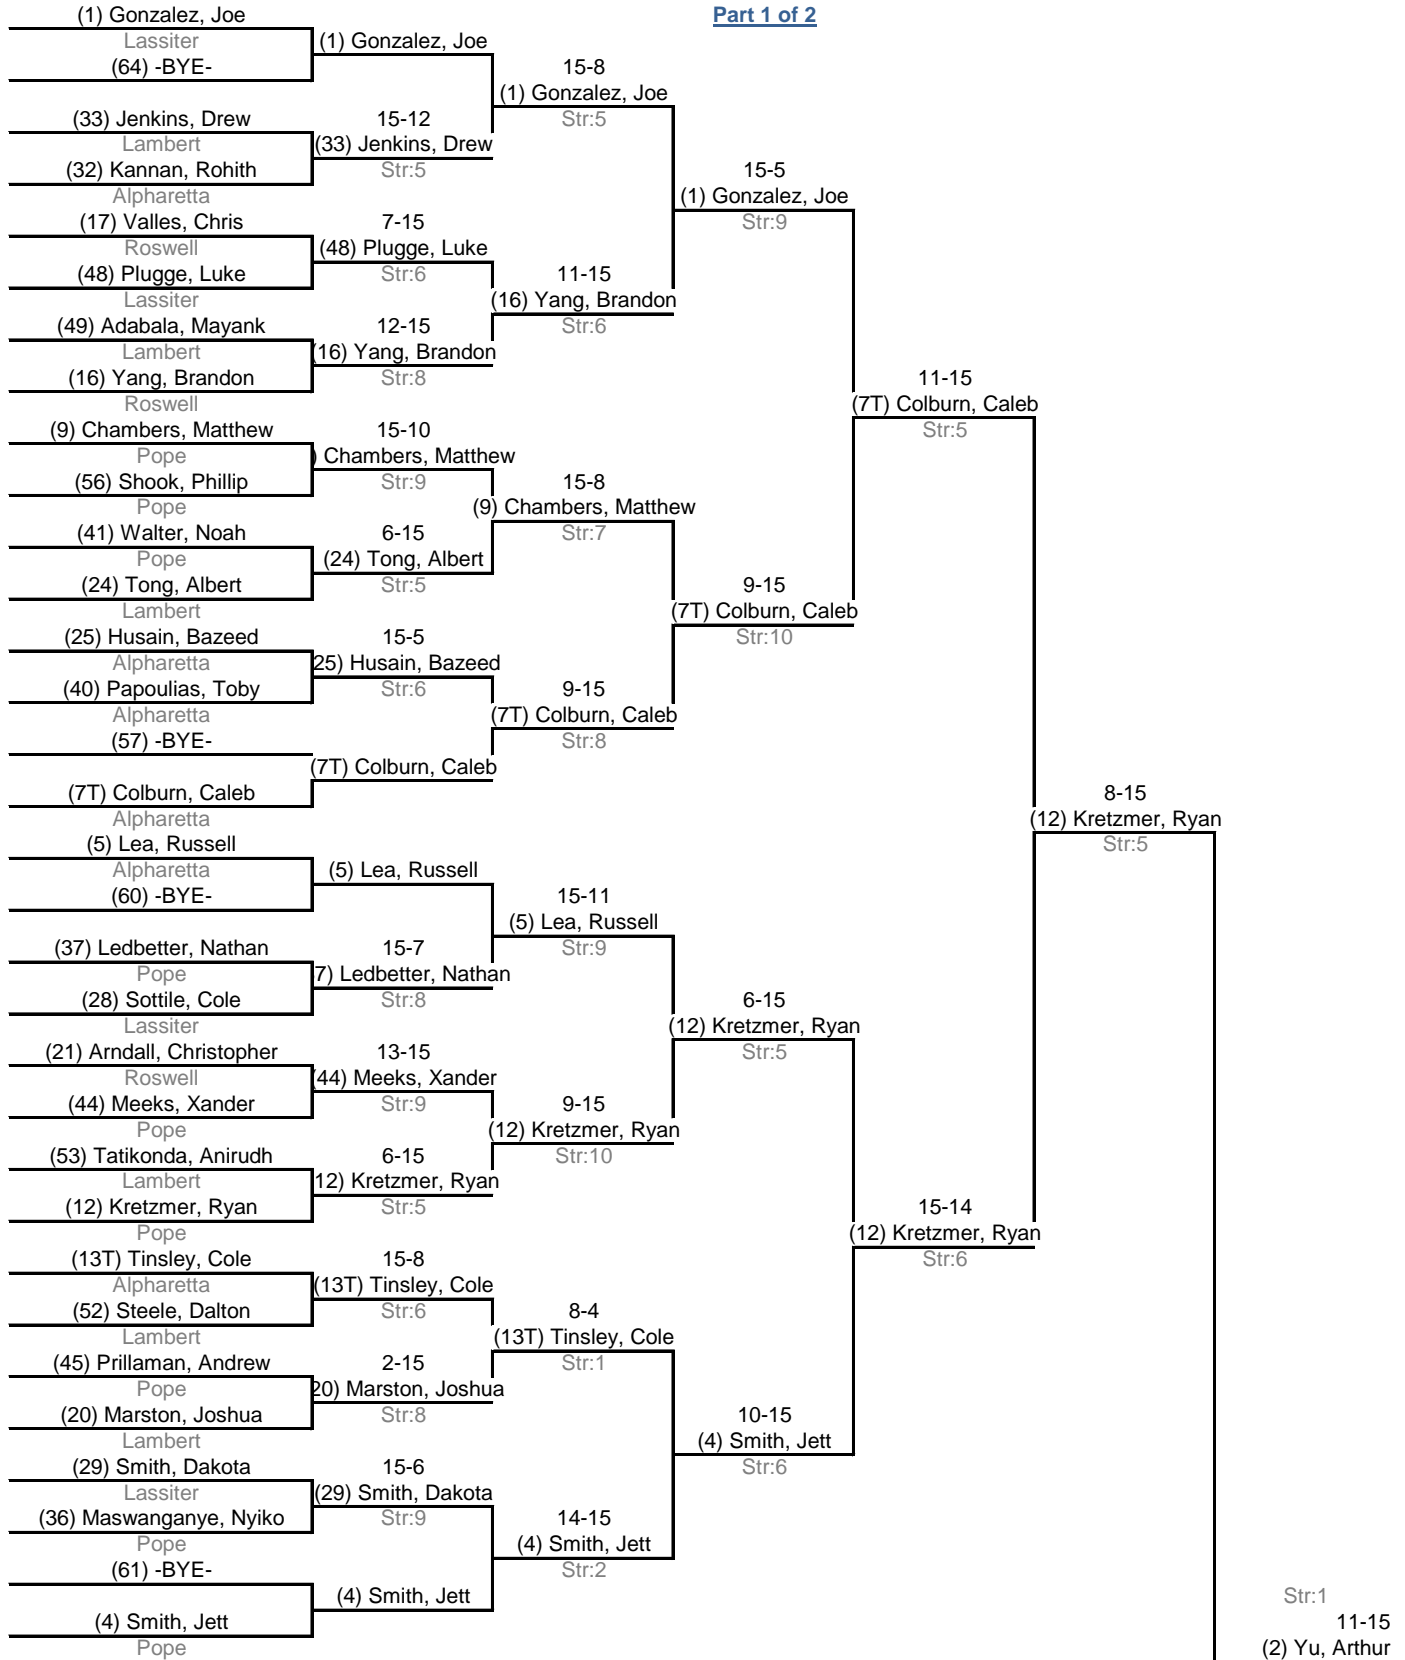 Part 1 of 2
(1) Gonzalez, Joe
Lassiter
(64) -BYE-
(33) Jenkins, Drew
Lambert
(32) Kannan, Rohith
Alpharetta
(17) Valles, Chris
Roswell
(48) Plugge, Luke
Lassiter
(49) Adabala, Mayank
Lambert
(16) Yang, Brandon
Roswell
(9) Chambers, Matthew
Pope
(56) Shook, Phillip
Pope
(41) Walter, Noah
Pope
(24) Tong, Albert
Lambert
(25) Husain, Bazeed
Alpharetta
(40) Papoulias, Toby
Alpharetta
(57) -BYE-
(7T) Colburn, Caleb
Alpharetta
(5) Lea, Russell
Alpharetta
(60) -BYE-
(37) Ledbetter, Nathan
Pope
(28) Sottile, Cole
Lassiter
(21) Arndall, Christopher
Roswell
(44) Meeks, Xander
Pope
(53) Tatikonda, Anirudh
Lambert
(12) Kretzmer, Ryan
Pope
(13T) Tinsley, Cole
Alpharetta
(52) Steele, Dalton
Lambert
(45) Prillaman, Andrew
Pope
(20) Marston, Joshua
Lambert
(29) Smith, Dakota
Lassiter
(36) Maswanganye, Nyiko
Pope
(61) -BYE-
(4) Smith, Jett
Pope
(1) Gonzalez, Joe
15-12
(33) Jenkins, Drew
Str:5
7-15
(48) Plugge, Luke
Str:6
12-15
(16) Yang, Brandon
Str:8
15-10
) Chambers, Matthew
Str:9
6-15
(24) Tong, Albert
Str:5
15-5
25) Husain, Bazeed
Str:6
(7T) Colburn, Caleb
(5) Lea, Russell
15-7
7) Ledbetter, Nathan
Str:8
13-15
(44) Meeks, Xander
Str:9
6-15
12) Kretzmer, Ryan
Str:5
15-8
(13T) Tinsley, Cole
Str:6
2-15
20) Marston, Joshua
Str:8
15-6
(29) Smith, Dakota
Str:9
(4) Smith, Jett
15-8
(1) Gonzalez, Joe
Str:5
11-15
(16) Yang, Brandon
Str:6
15-8
(9) Chambers, Matthew
Str:7
9-15
(7T) Colburn, Caleb
Str:8
15-11
(5) Lea, Russell
Str:9
9-15
(12) Kretzmer, Ryan
Str:10
8-4
(13T) Tinsley, Cole
Str:1
14-15
(4) Smith, Jett
Str:2
15-5
(1) Gonzalez, Joe
Str:9
9-15
(7T) Colburn, Caleb
Str:10
6-15
(12) Kretzmer, Ryan
Str:5
10-15
(4) Smith, Jett
Str:6
11-15
(7T) Colburn, Caleb
Str:5
15-14
(12) Kretzmer, Ryan
Str:6
8-15
(12) Kretzmer, Ryan
Str:5
Str:1
11-15
(2) Yu, Arthur